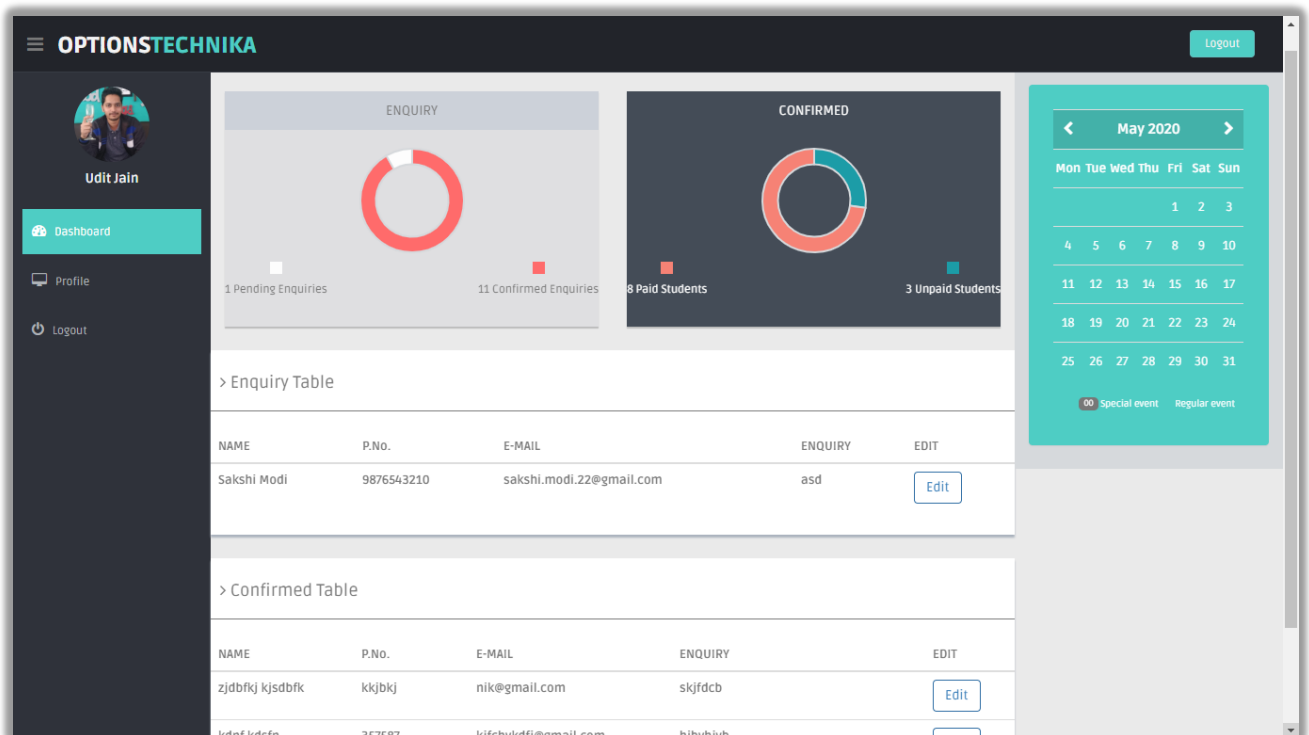 OPTIONSTECHNIKA
Logout
Udit Jain
Dashboard
Profile
Logout
ENQUIRY
1 Pending Enquiries
11 Confirmed Enquiries
CONFIRMED
8 Paid Students
3 Unpaid Students
May 2020
Mon Tue Wed Thu Fri Sat Sun
1 2 3
4 5 6 7 8 9 10
11 12 13 14 15 16 17
18 19 20 21 22 23 24
25 26 27 28 29 30 31
00 Special event Regular event
> Enquiry Table
NAME P.No. E-MAIL ENQUIRY EDIT
Sakshi Modi 9876543210 sakshi.modi.22@gmail.com asd Edit
> Confirmed Table
NAME P.NO. E-MAIL ENQUIRY EDIT
zjdbfkj kjsdbfk kkjbkj nik@gmail.com skjfdcb Edit